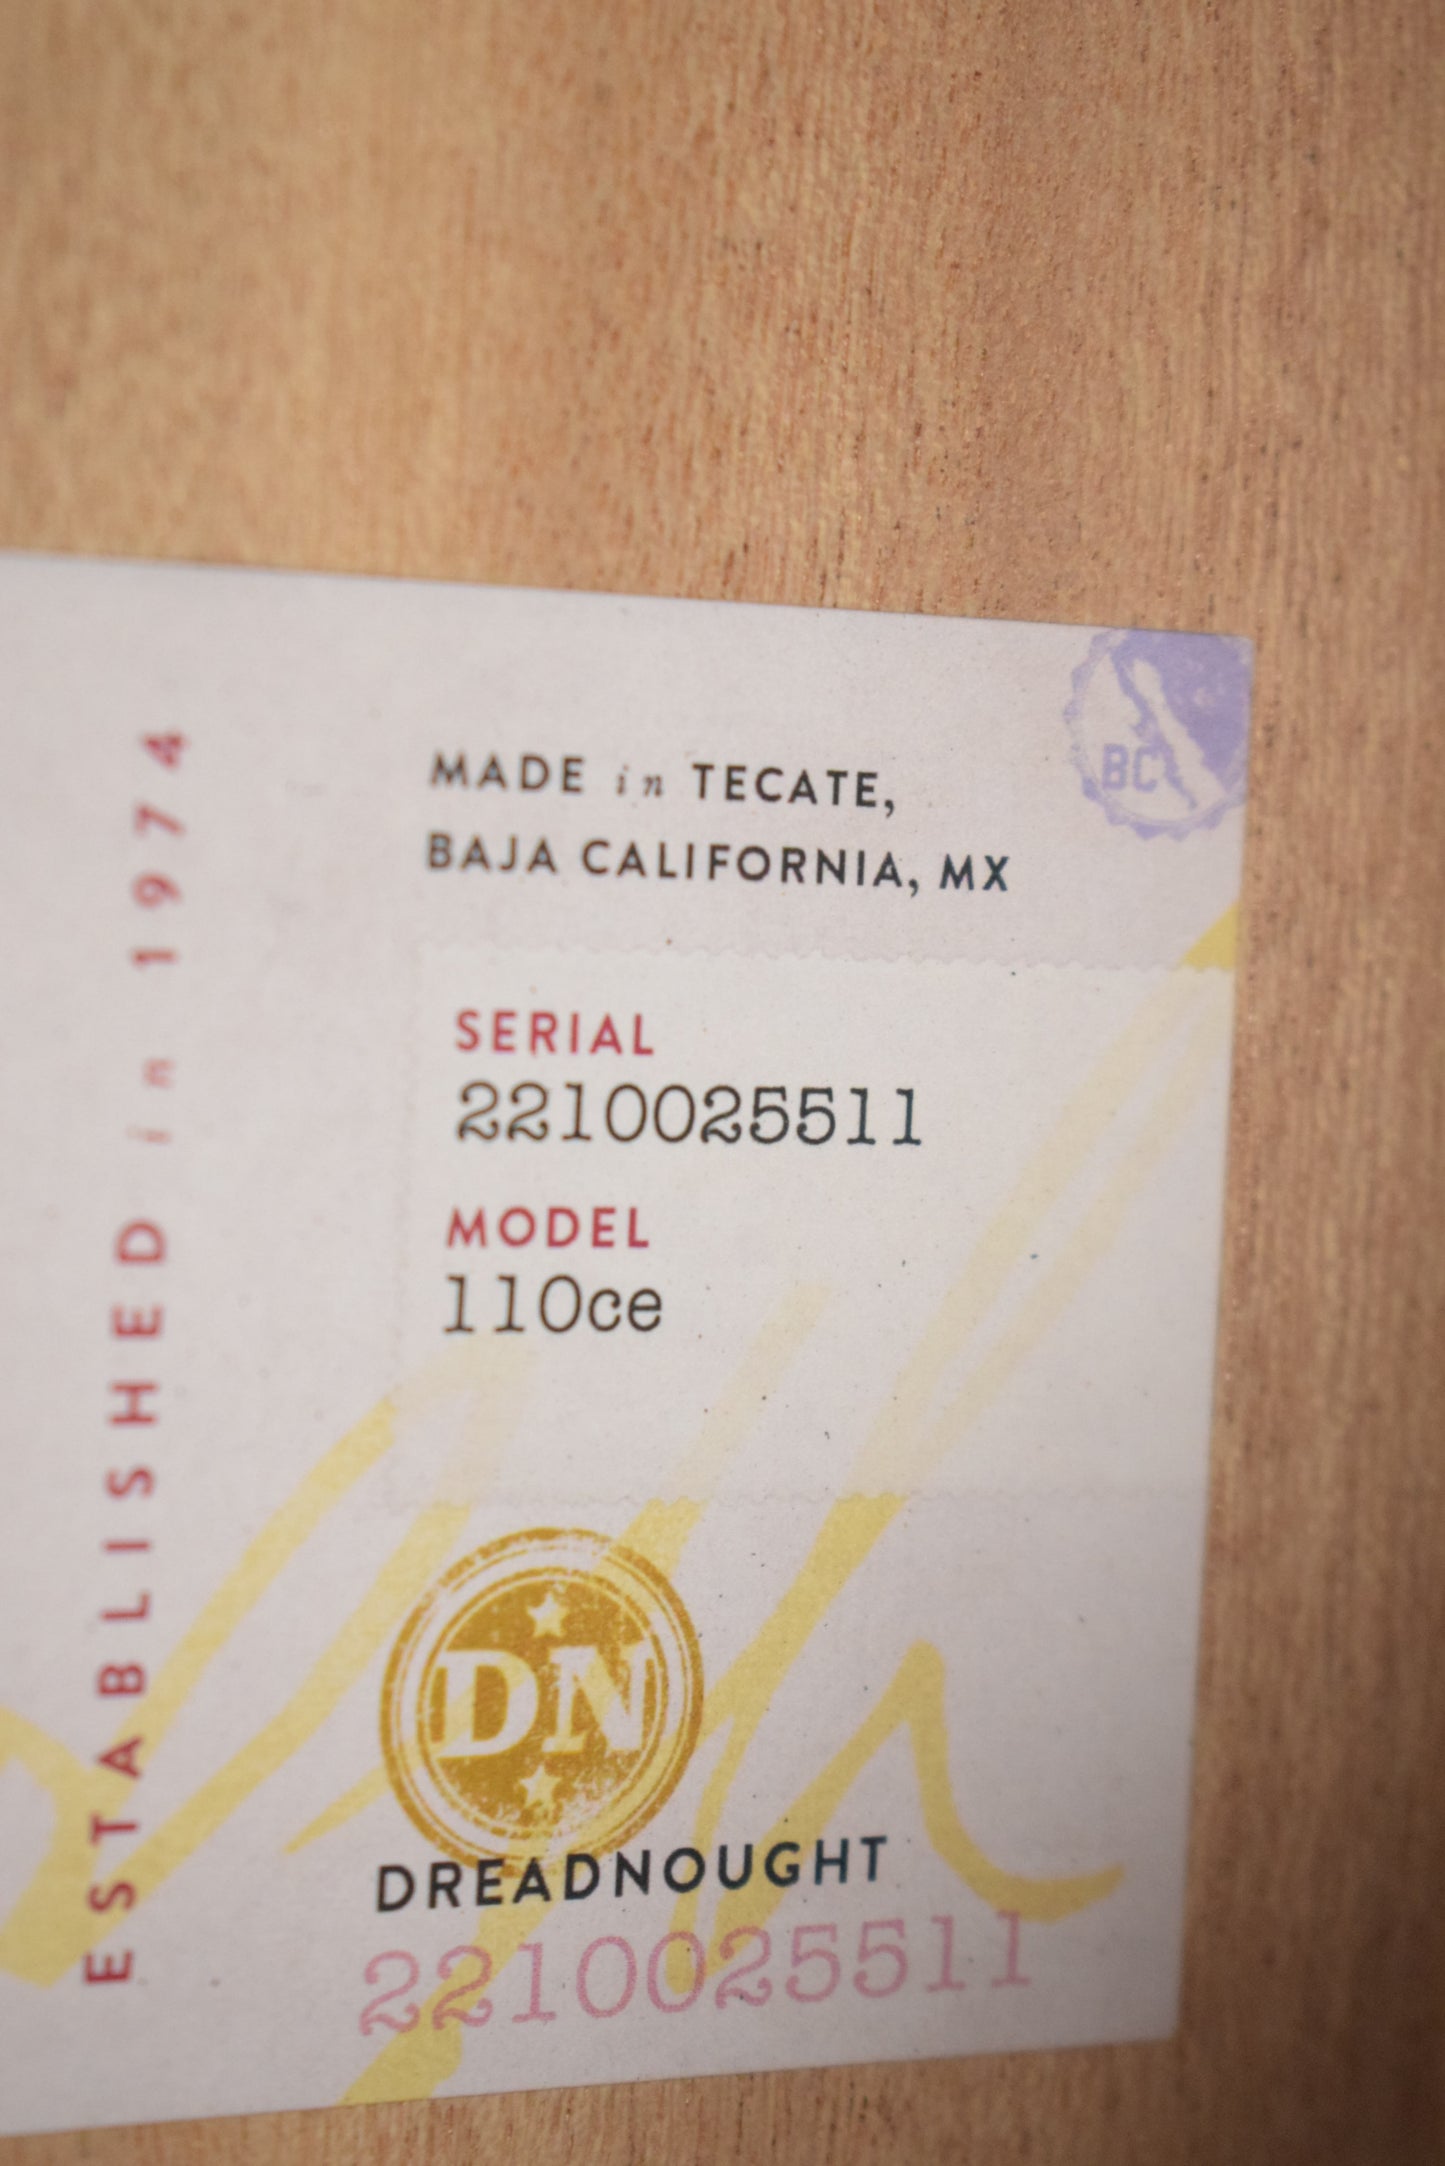 ESTABLISHED in 1974
MADE in TECATE,
BAJA CALIFORNIA, MX
BC
SERIAL
2210025511
MODEL
110ce
DN
DREADNOUGHT
2210025511